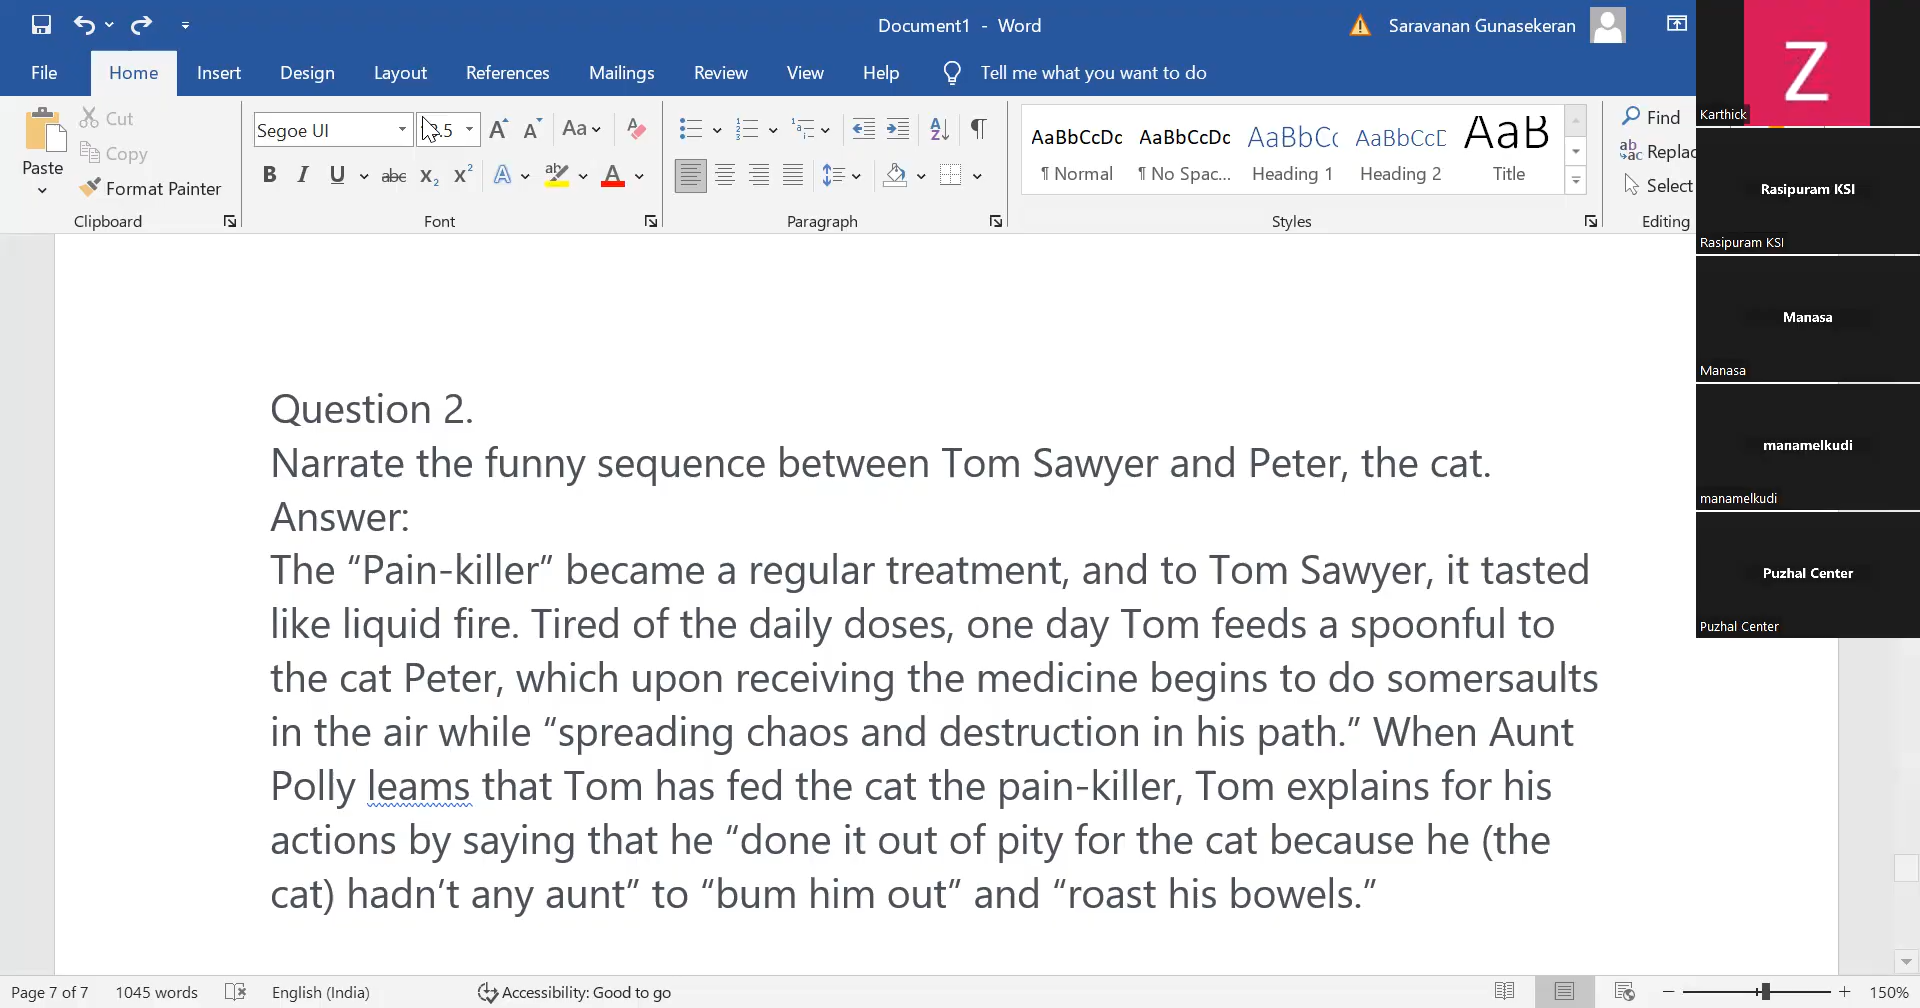 Document1 - Word
Saravanan Gunasekeran
File Home Insert Design Layout References Mailings Review View Help Tell me what you want to do
Paste
Cut
Copy
Format Painter
Clipboard
Segoe UI
Font
Paragraph
AaBbCcDc AaBbCcDc AaBbCc AaBbCcD AaB
¶ Normal ¶ No Spac... Heading 1 Heading 2 Title
Styles
Find
Replac
Select
Editing
Z
Karthick
Rasipuram KSI
Rasipuram KSI
Manasa
Manasa
manamelkudi
manamelkudi
Puzhal Center
Puzhal Center
Question 2.
Narrate the funny sequence between Tom Sawyer and Peter, the cat.
Answer:
The “Pain-killer” became a regular treatment, and to Tom Sawyer, it tasted
like liquid fire. Tired of the daily doses, one day Tom feeds a spoonful to
the cat Peter, which upon receiving the medicine begins to do somersaults
in the air while “spreading chaos and destruction in his path.” When Aunt
Polly leams that Tom has fed the cat the pain-killer, Tom explains for his
actions by saying that he “done it out of pity for the cat because he (the
cat) hadn’t any aunt” to “bum him out” and “roast his bowels.”
Page 7 of 7 1045 words English (India) Accessibility: Good to go 150%